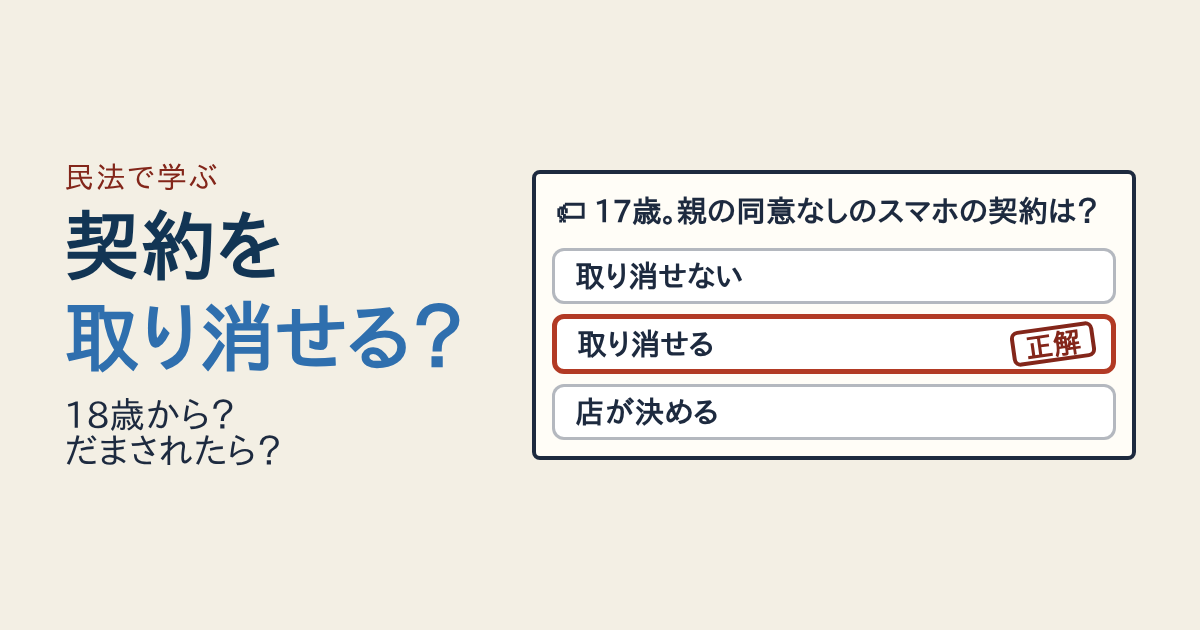 民法で学ぶ
契約を
取り消せる？
18歳から？
だまされたら？
🏷 17歳。親の同意なしのスマホの契約は？
取り消せない
取り消せる
正解
店が決める